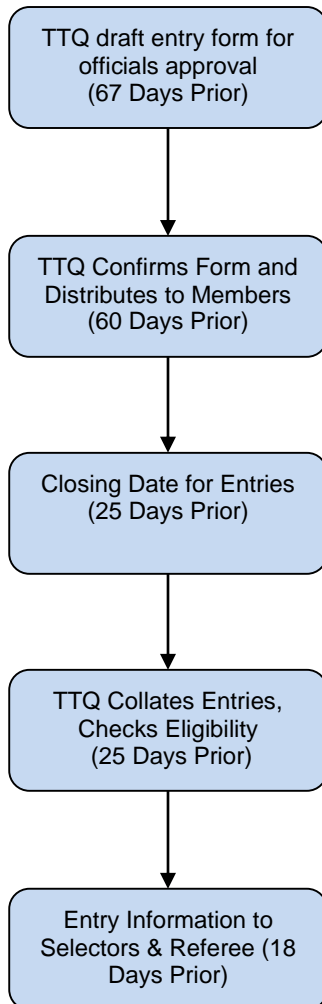 TTQ draft entry form for
officials approval
(67 Days Prior)
TTQ Confirms Form and
Distributes to Members
(60 Days Prior)
Closing Date for Entries
(25 Days Prior)
TTQ Collates Entries,
Checks Eligibility
(25 Days Prior)
Entry Information to
Selectors & Referee (18
Days Prior)